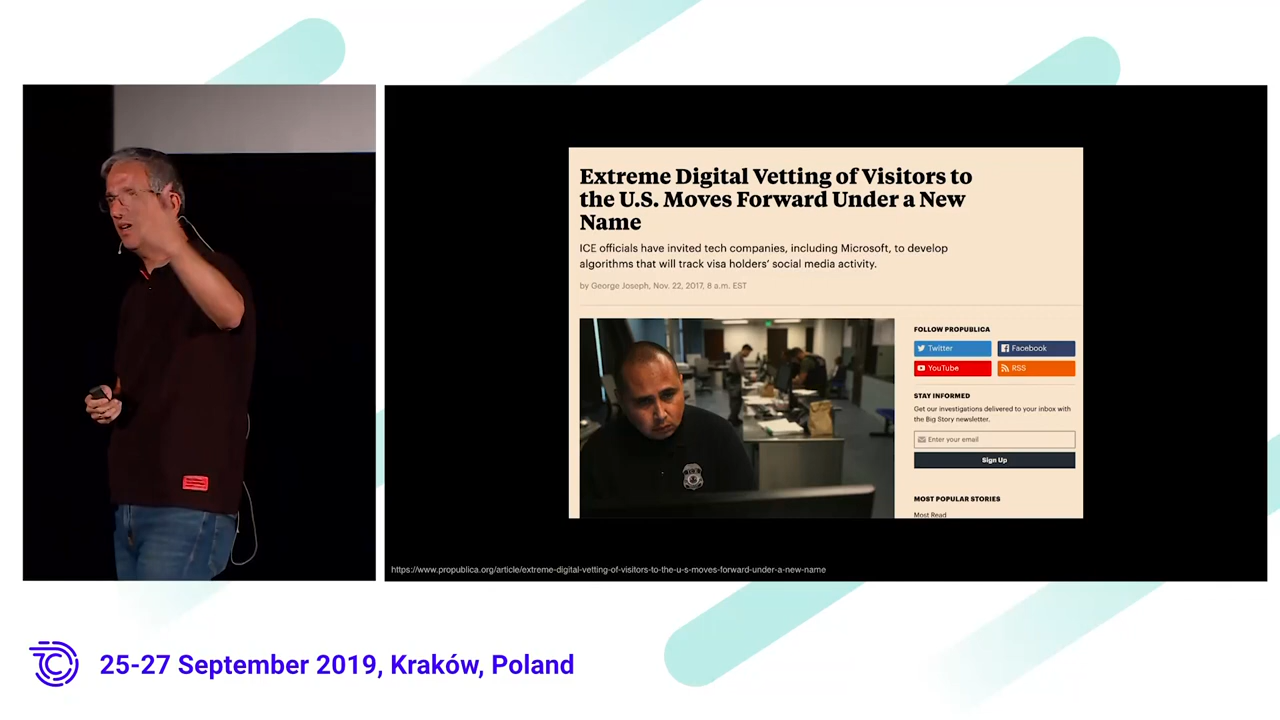 Extreme Digital Vetting of Visitors to
the U.S. Moves Forward Under a New
Name
ICE officials have invited tech companies, including Microsoft, to develop
algorithms that will track visa holders' social media activity.
by George Joseph, Nov. 22, 2017, 8 a.m. EST
FOLLOW PROPUBLICA
Twitter
Facebook
YouTube
RSS
STAY INFORMED
Get our investigations delivered to your inbox with
the Big Story newsletter.
Enter your email
Sign Up
MOST POPULAR STORIES
Most Read
https://www.propublica.org/article/extreme-digital-vetting-of-visitors-to-the-u-s-moves-forward-under-a-new-name
25-27 September 2019, Kraków, Poland